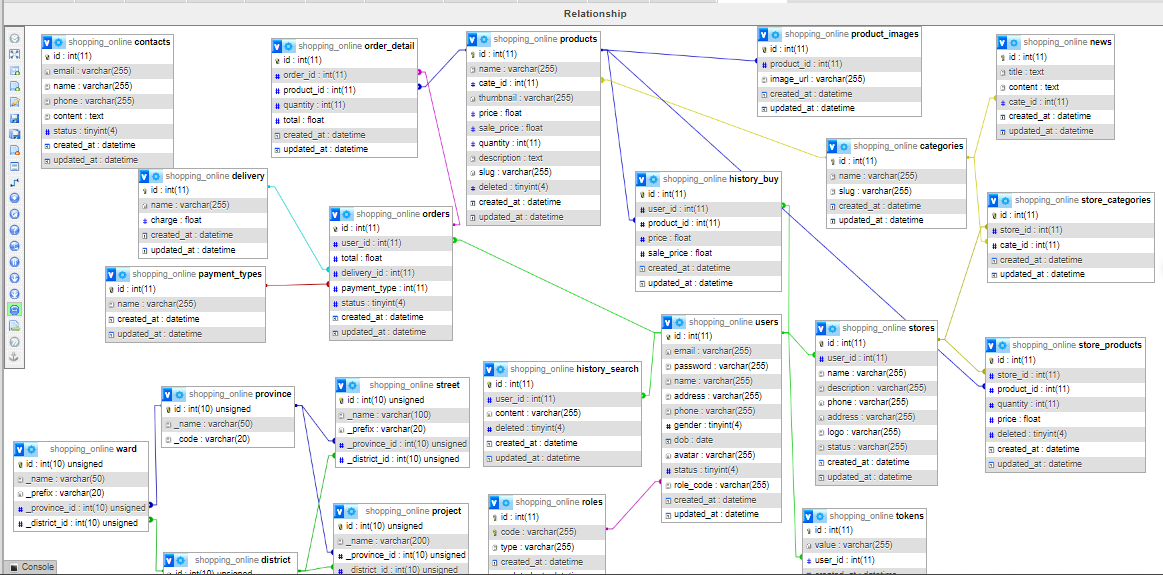 Relationship
shopping_online contacts
id : int(11)
email : varchar(255)
name : varchar(255)
phone : varchar(255)
content : text
status : tinyint(4)
created_at : datetime
updated_at : datetime
shopping_online order_detail
id : int(11)
order_id : int(11)
product_id : int(11)
quantity : int(11)
total : float
created_at : datetime
updated_at : datetime
shopping_online products
id : int(11)
name : varchar(255)
cate_id : int(11)
thumbnail : varchar(255)
price : float
sale_price : float
quantity : int(11)
description : text
slug : varchar(255)
deleted : tinyint(4)
created_at : datetime
updated_at : datetime
shopping_online product_images
id : int(11)
product_id : int(11)
image_url : varchar(255)
created_at : datetime
updated_at : datetime
shopping_online news
id : int(11)
title : text
content : text
cate_id : int(11)
created_at : datetime
updated_at : datetime
shopping_online categories
id : int(11)
name : varchar(255)
slug : varchar(255)
created_at : datetime
updated_at : datetime
shopping_online delivery
id : int(11)
name : varchar(255)
charge : float
created_at : datetime
updated_at : datetime
shopping_online history_buy
id : int(11)
user_id : int(11)
product_id : int(11)
price : float
sale_price : float
created_at : datetime
updated_at : datetime
shopping_online store_categories
id : int(11)
store_id : int(11)
cate_id : int(11)
created_at : datetime
updated_at : datetime
shopping_online orders
id : int(11)
user_id : int(11)
total : float
delivery_id : int(11)
payment_type : int(11)
status : tinyint(4)
created_at : datetime
updated_at : datetime
shopping_online payment_types
id : int(11)
name : varchar(255)
created_at : datetime
updated_at : datetime
shopping_online users
id : int(11)
email : varchar(255)
password : varchar(255)
name : varchar(255)
address : varchar(255)
phone : varchar(255)
gender : tinyint(4)
dob : date
avatar : varchar(255)
status : tinyint(4)
role_code : varchar(255)
created_at : datetime
updated_at : datetime
shopping_online stores
id : int(11)
user_id : int(11)
name : varchar(255)
description : varchar(255)
phone : varchar(255)
address : varchar(255)
logo : varchar(255)
status : varchar(255)
created_at : datetime
updated_at : datetime
shopping_online store_products
id : int(11)
store_id : int(11)
product_id : int(11)
quantity : int(11)
price : float
deleted : tinyint(4)
created_at : datetime
updated_at : datetime
shopping_online history_search
id : int(11)
user_id : int(11)
content : varchar(255)
deleted : tinyint(4)
created_at : datetime
updated_at : datetime
shopping_online street
id : int(10) unsigned
_name : varchar(100)
_prefix : varchar(20)
_province_id : int(10) unsigned
_district_id : int(10) unsigned
shopping_online province
id : int(10) unsigned
_name : varchar(50)
_code : varchar(20)
shopping_online ward
id : int(10) unsigned
_name : varchar(50)
_prefix : varchar(20)
_province_id : int(10) unsigned
_district_id : int(10) unsigned
shopping_online roles
id : int(11)
code : varchar(255)
type : varchar(255)
created_at : datetime
shopping_online project
id : int(10) unsigned
_name : varchar(200)
_province_id : int(10) unsigned
_district_id : int(10) unsigned
shopping_online tokens
id : int(11)
value : varchar(255)
user_id : int(11)
created_at : datetime
shopping_online district
id : int(10) unsigned
Console